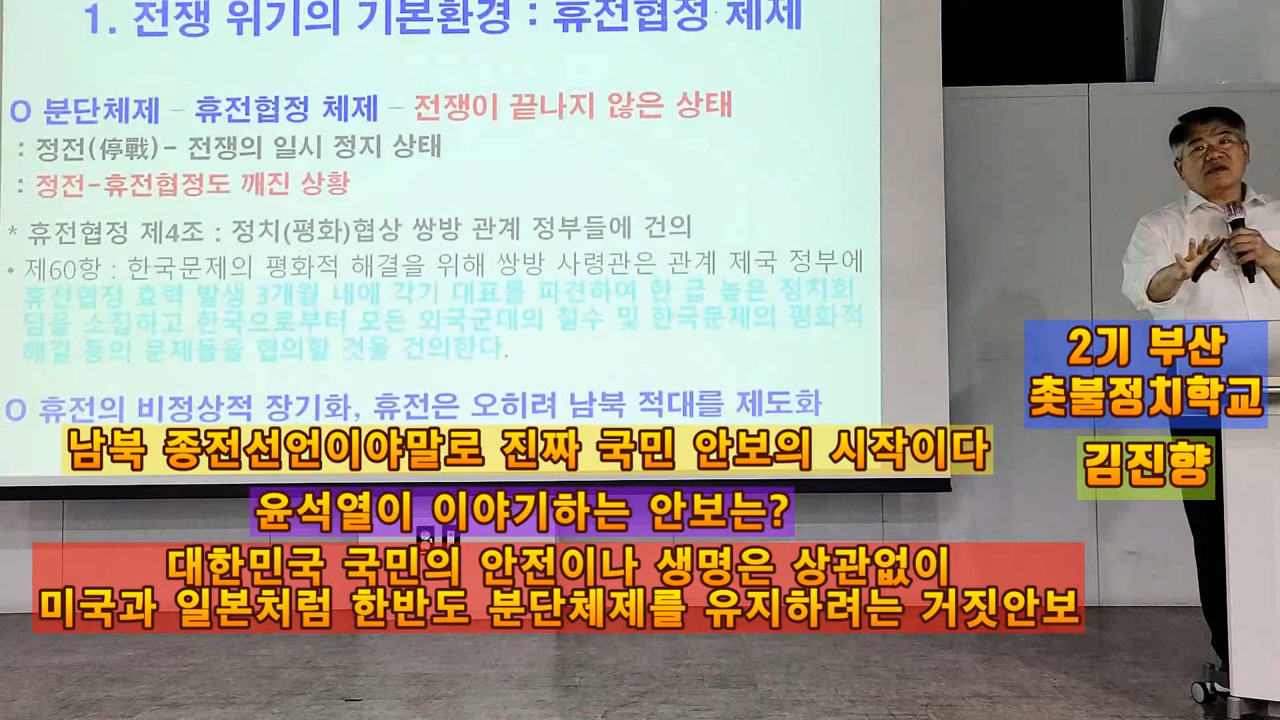 1. 전쟁 위기의 기본환경 : 휴전협정 체제
O 분단체제 – 휴전협정 체제 – 전쟁이 끝나지 않은 상태
: 정전(停戰)- 전쟁의 일시 정지 상태
: 정전-휴전협정도 깨진 상황
* 휴전협정 제4조 : 정치(평화)협상 쌍방 관계 정부들에 건의
• 제60항 : 한국문제의 평화적 해결을 위해 쌍방 사령관은 관계 제국 정부에
휴전협정 효력 발생 3개월 내에 각기 대표를 파견하여 한 급 높은 정치회
담을 소집하고 한국으로부터 모든 외국군대의 철수 및 한국문제의 평화적
해결 등의 문제들을 협의할 것을 건의한다.
O 휴전의 비정상적 장기화, 휴전은 오히려 남북 적대를 제도화
2기 부산
촛불정치학교
김진향
남북 종전선언이야말로 진짜 국민 안보의 시작이다
윤석열이 이야기하는 안보는?
대한민국 국민의 안전이나 생명은 상관없이
미국과 일본처럼 한반도 분단체제를 유지하려는 거짓안보